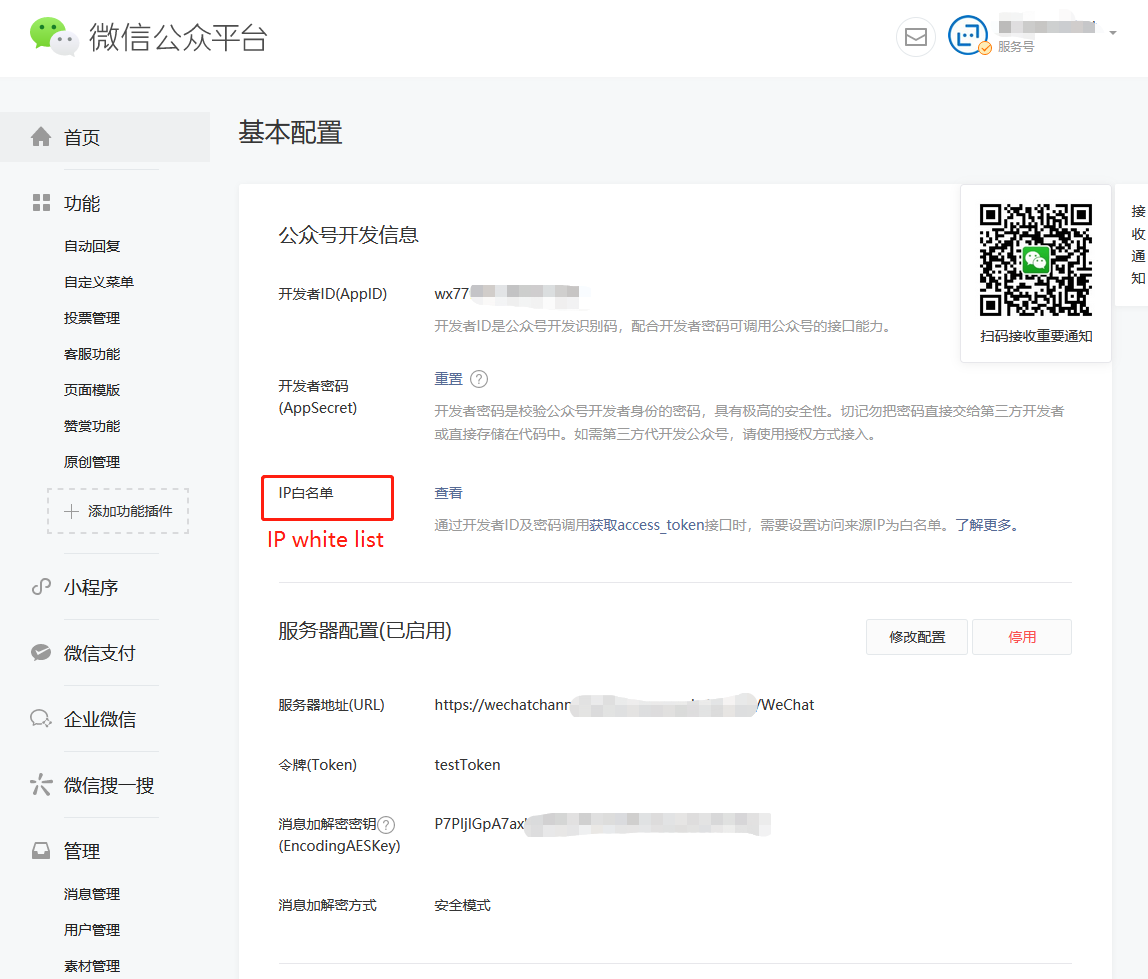 微信公众平台
服务号
首页
功能
自动回复
自定义菜单
投票管理
客服功能
页面模版
赞赏功能
原创管理
添加功能插件
小程序
微信支付
企业微信
微信搜一搜
管理
消息管理
用户管理
素材管理
基本配置
公众号开发信息
开发者ID(AppID)
wx77
开发者ID是公众号开发识别码，配合开发者密码可调用公众号的接口能力。
开发者密码
(AppSecret)
重置 ?
开发者密码是校验公众号开发者身份的密码，具有极高的安全性。切记勿把密码直接交给第三方开发者
或直接存储在代码中。如需第三方代开发公众号，请使用授权方式接入。
IP白名单
查看
IP white list
通过开发者ID及密码调用获取access_token接口时，需要设置访问来源IP为白名单。了解更多。
服务器配置(已启用)
修改配置
停用
服务器地址(URL)
https://wechatchann /WeChat
令牌(Token)
testToken
消息加解密密钥 ?
(EncodingAESKey)
P7PljIGpA7ax
消息加解密方式
安全模式
扫码接收重要通知
接
收
通
知